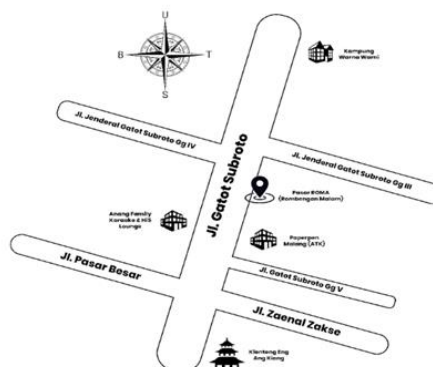 U
B
T
S
Kampung
Warna Warni
Jl. Jenderal Gatot Subroto Gg IV
Jl. Jenderal Gatot Subroto Gg III
Jl. Gatot Subroto
Pasar ROMA
(Rombengan Malam)
Anang Family
Karaoke & Hi5
Lounge
Paperpen
Malang (ATK)
Jl. Pasar Besar
Jl. Gatot Subroto Gg V
Jl. Zaenal Zakse
Klenteng Eng
Ang Kiong